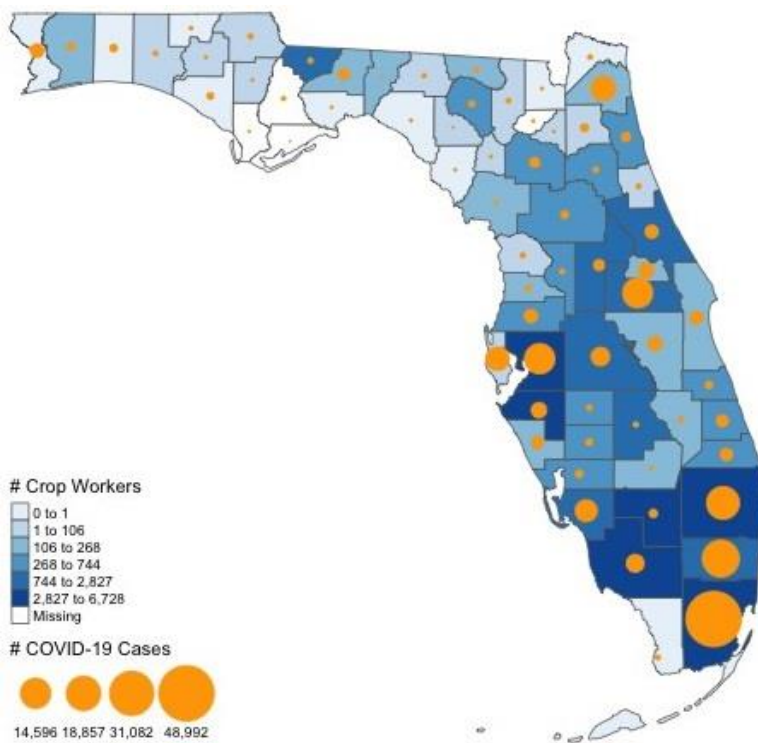 # Crop Workers
0 to 1
1 to 106
106 to 268
268 to 744
744 to 2,827
2,827 to 6,728
Missing
# COVID-19 Cases
14,596 18,857 31,082 48,992